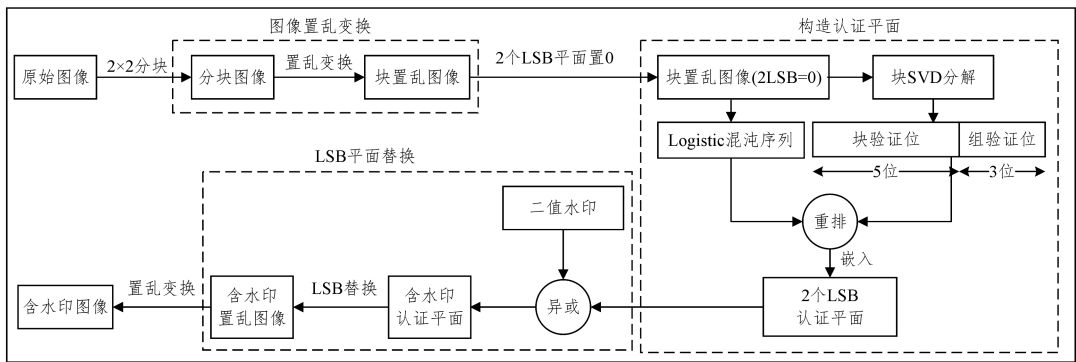 图像置乱变换
构造认证平面
原始图像
2×2分块
分块图像
置乱变换
块置乱图像
2个LSB平面置0
块置乱图像(2LSB=0)
块SVD分解
Logistic混沌序列
块验证位
组验证位
5位
3位
重排
嵌入
2个LSB
认证平面
LSB平面替换
二值水印
异或
含水印
认证平面
LSB替换
含水印
置乱图像
置乱变换
含水印图像